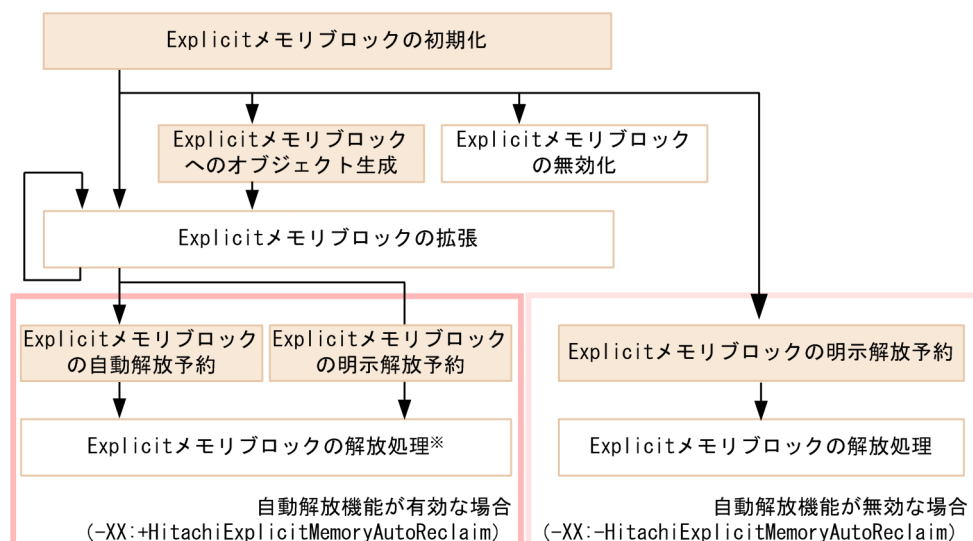 Explicitメモリブロックの初期化
Explicitメモリブロック
へのオブジェクト生成
Explicitメモリブロック
の無効化
Explicitメモリブロックの拡張
Explicitメモリブロック
の自動解放予約
Explicitメモリブロック
の明示解放予約
Explicitメモリブロックの明示解放予約
Explicitメモリブロックの解放処理※
Explicitメモリブロックの解放処理
自動解放機能が有効な場合
(-XX:+HitachiExplicitMemoryAutoReclaim)
自動解放機能が無効な場合
(-XX:-HitachiExplicitMemoryAutoReclaim)